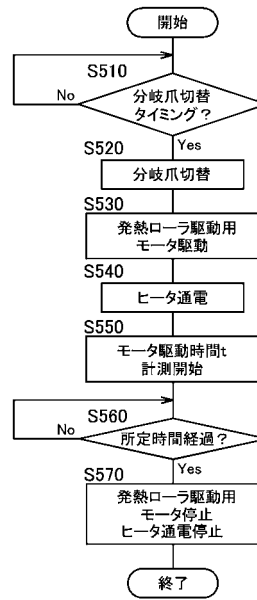 開始
S510
分岐爪切替
タイミング?
No
Yes
S520
分岐爪切替
S530
発熱ローラ駆動用
モータ駆動
S540
ヒータ通電
S550
モータ駆動時間t
計測開始
S560
所定時間経過?
No
Yes
S570
発熱ローラ駆動用
モータ停止
ヒータ通電停止
終了